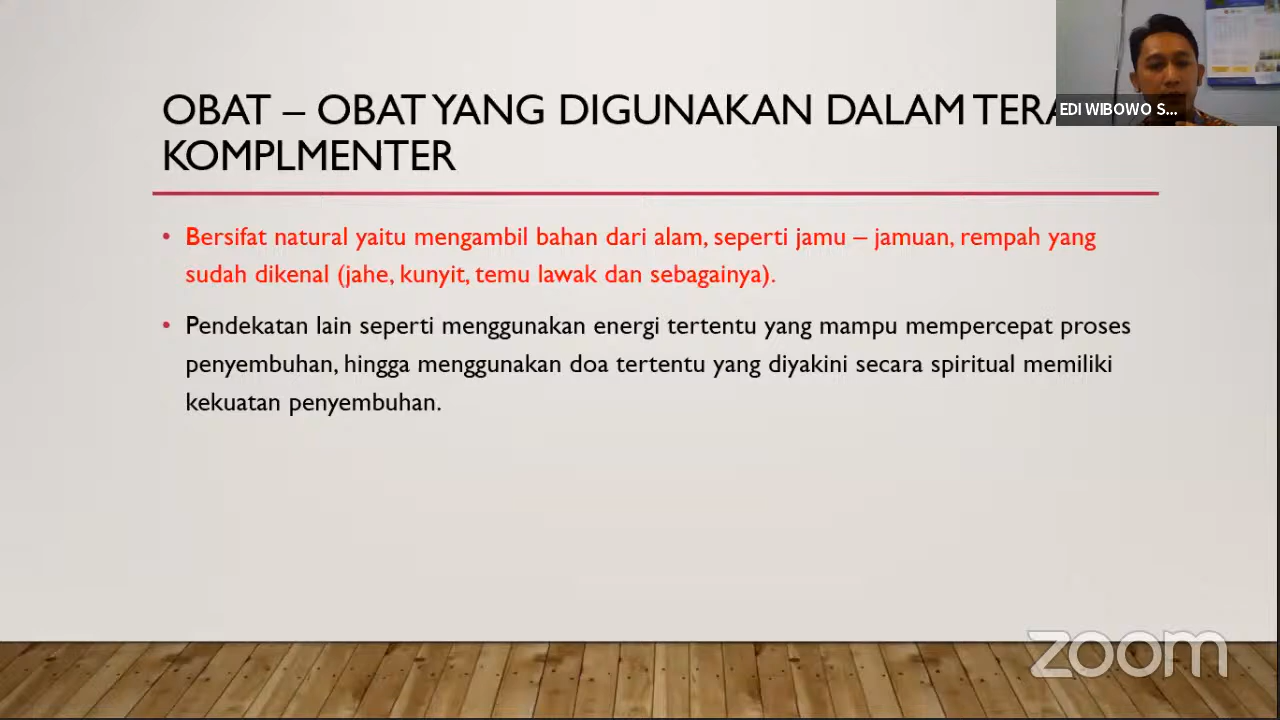 OBAT – OBAT YANG DIGUNAKAN DALAM TERA
KOMPLMENTER
EDI WIBOWO S...
• Bersifat natural yaitu mengambil bahan dari alam, seperti jamu – jamuan, rempah yang
sudah dikenal (jahe, kunyit, temu lawak dan sebagainya).
• Pendekatan lain seperti menggunakan energi tertentu yang mampu mempercepat proses
penyembuhan, hingga menggunakan doa tertentu yang diyakini secara spiritual memiliki
kekuatan penyembuhan.
zoom